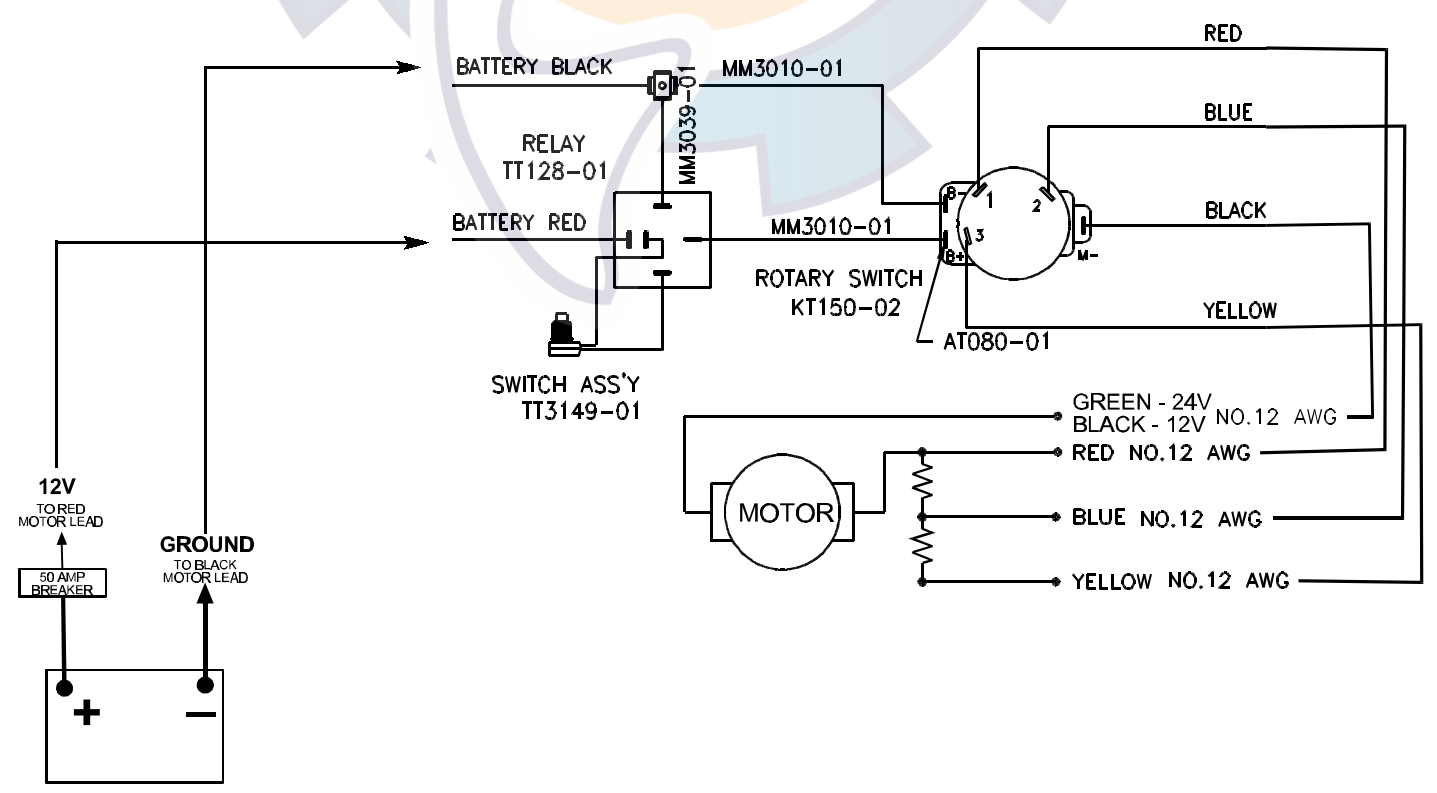 RED
BATTERY BLACK
MM3010-01
MM3039-01
BLUE
RELAY
TT128-01
B-
1
2
BLACK
BATTERY RED
MM3010-01
3
B+
M-
ROTARY SWITCH
KT150-02
YELLOW
AT080-01
SWITCH ASS'Y
TT3149-01
GREEN - 24V
BLACK - 12V
NO.12 AWG
RED NO.12 AWG
12V
TO RED
MOTOR LEAD
MOTOR
BLUE NO.12 AWG
GROUND
TO BLACK
MOTOR LEAD
50 AMP
BREAKER
YELLOW NO.12 AWG
+
−